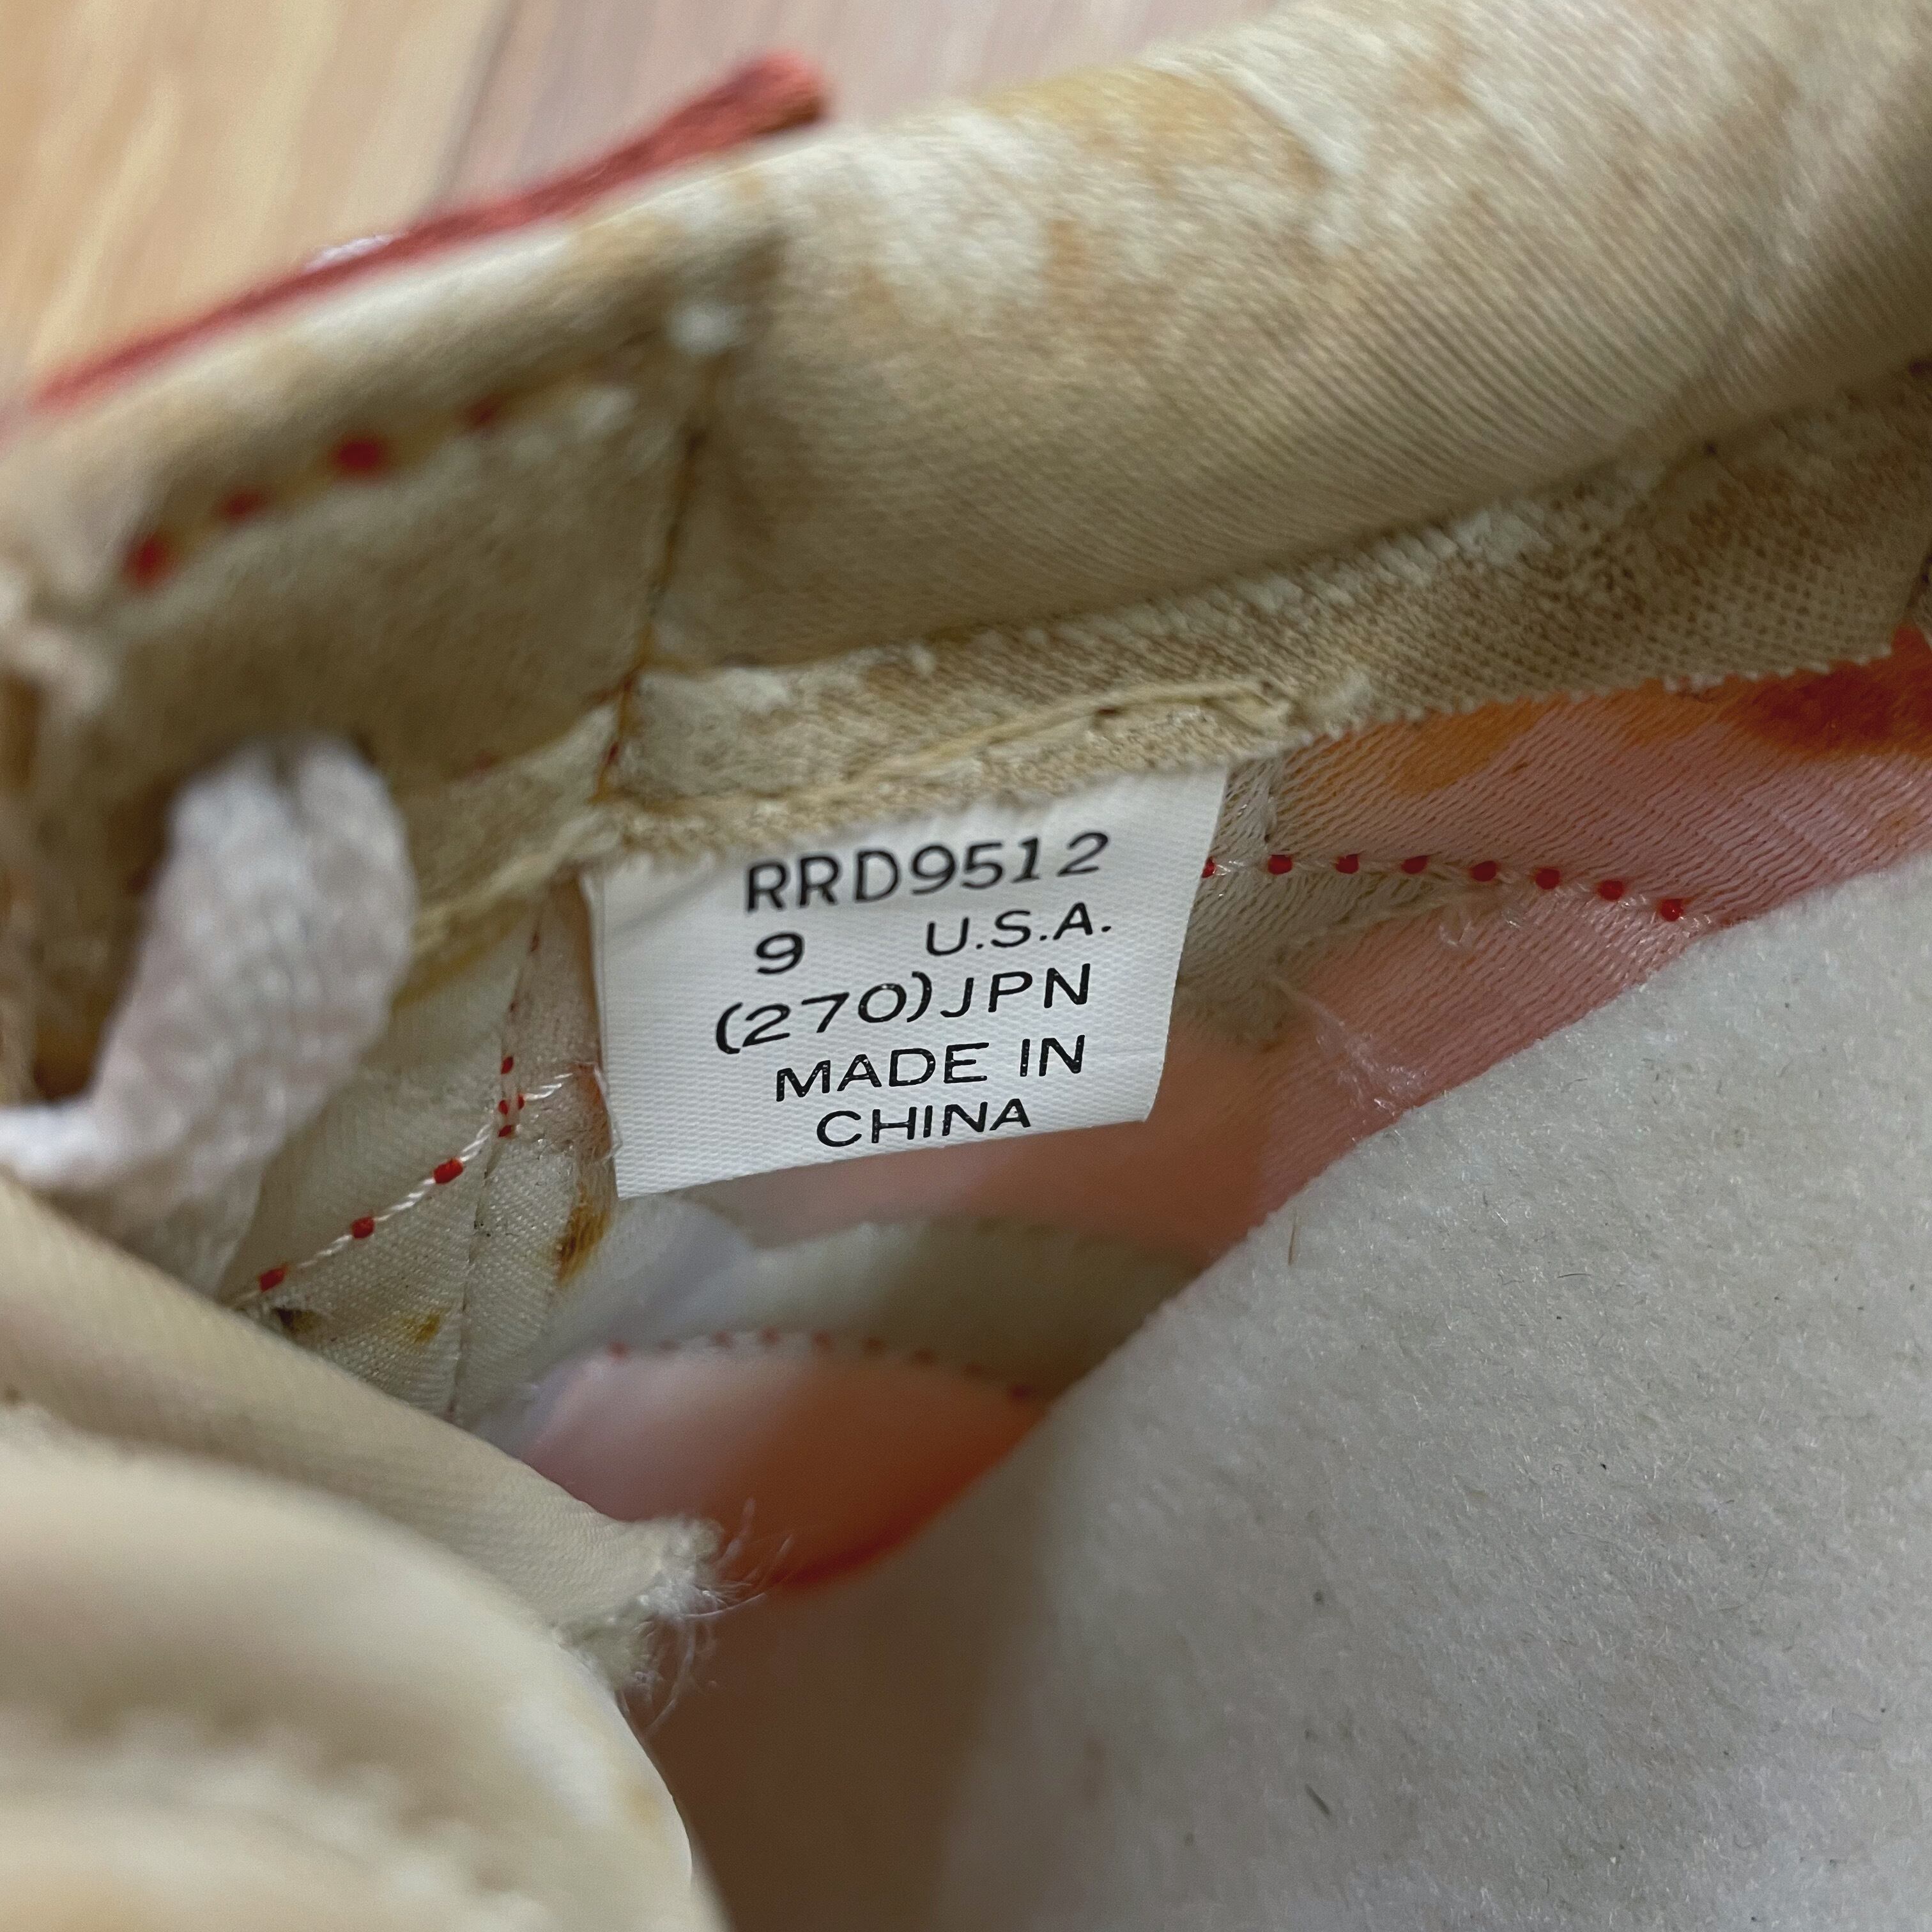 RRD9512
9 U.S.A.
(270)JPN
MADE IN
CHINA